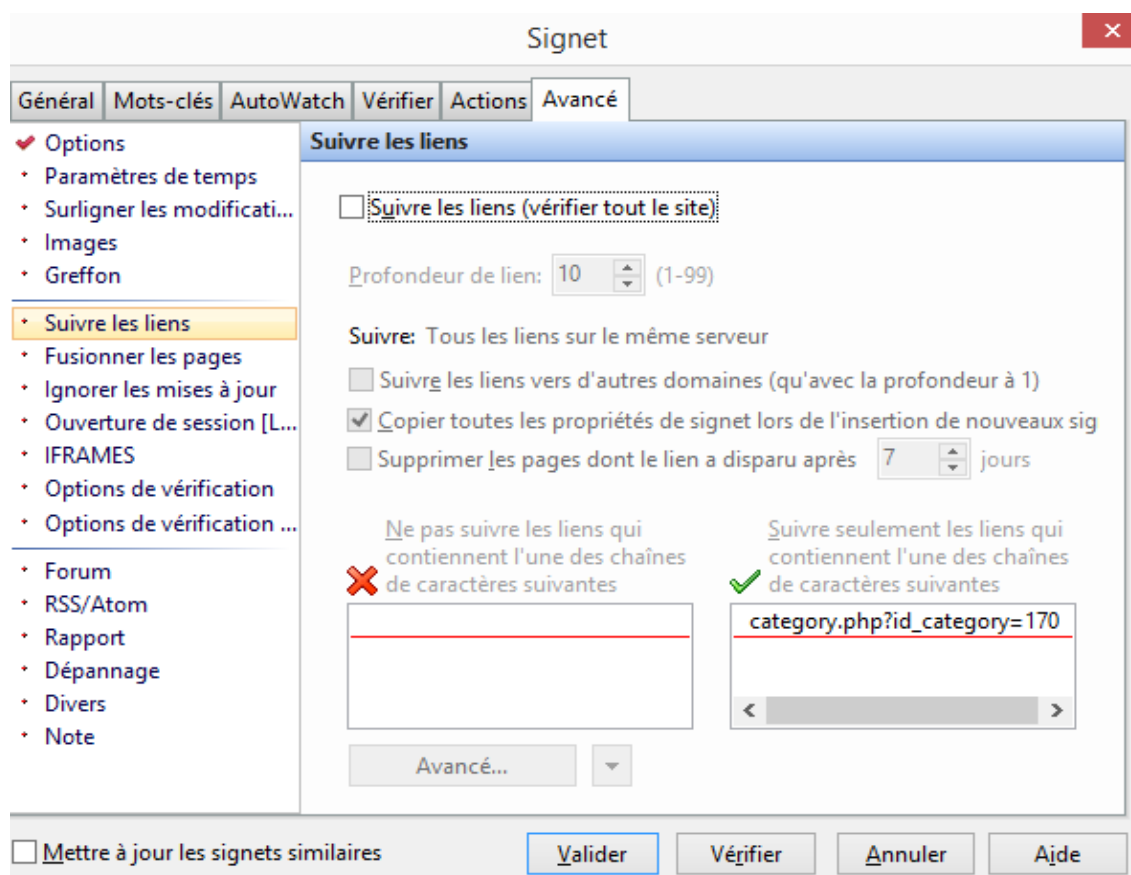 Signet
Général Mots-clés AutoWatch Vérifier Actions Avancé
Options
Paramètres de temps
Surligner les modificati...
Images
Greffon
Suivre les liens
Fusionner les pages
Ignorer les mises à jour
Ouverture de session [L...
IFRAMES
Options de vérification
Options de vérification ...
Forum
RSS/Atom
Rapport
Dépannage
Divers
Note
Suivre les liens
Suivre les liens (vérifier tout le site)
Profondeur de lien: 10 (1-99)
Suivre: Tous les liens sur le même serveur
Suivre les liens vers d'autres domaines (qu'avec la profondeur à 1)
Copier toutes les propriétés de signet lors de l'insertion de nouveaux sig
Supprimer les pages dont le lien a disparu après 7 jours
Ne pas suivre les liens qui
contiennent l'une des chaînes
de caractères suivantes
Suivre seulement les liens qui
contiennent l'une des chaînes
de caractères suivantes
category.php?id_category=170
Avancé...
Mettre à jour les signets similaires
Valider Vérifier Annuler Aide